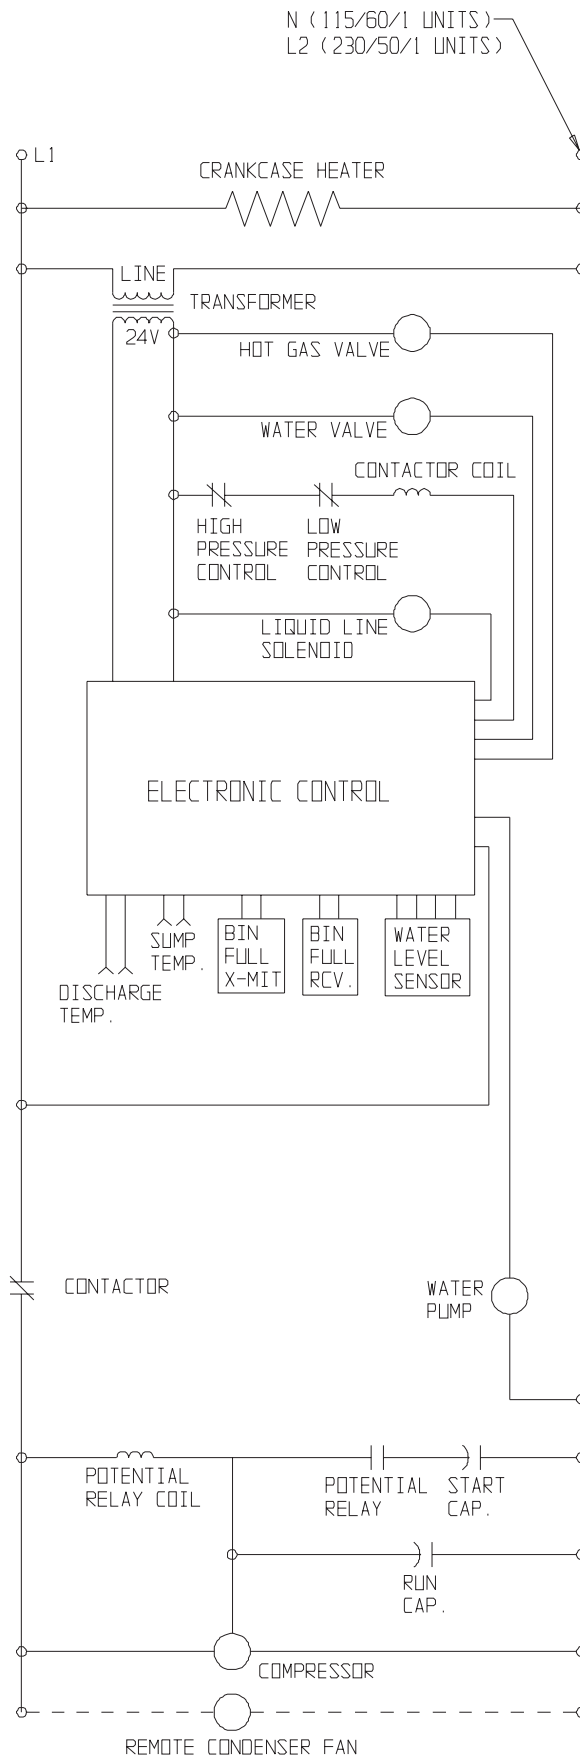 N (115/60/1 UNITS)
L2 (230/50/1 UNITS)
L1
CRANKCASE HEATER
LINE
TRANSFORMER
24V
HOT GAS VALVE
WATER VALVE
CONTACTOR COIL
HIGH
PRESSURE
CONTROL
LOW
PRESSURE
CONTROL
LIQUID LINE
SOLENOID
ELECTRONIC CONTROL
DISCHARGE
TEMP.
SUMP
TEMP.
BIN
FULL
X-MIT
BIN
FULL
RCV.
WATER
LEVEL
SENSOR
CONTACTOR
WATER
PUMP
POTENTIAL
RELAY COIL
POTENTIAL
RELAY
START
CAP.
RUN
CAP.
COMPRESSOR
REMOTE CONDENSER FAN